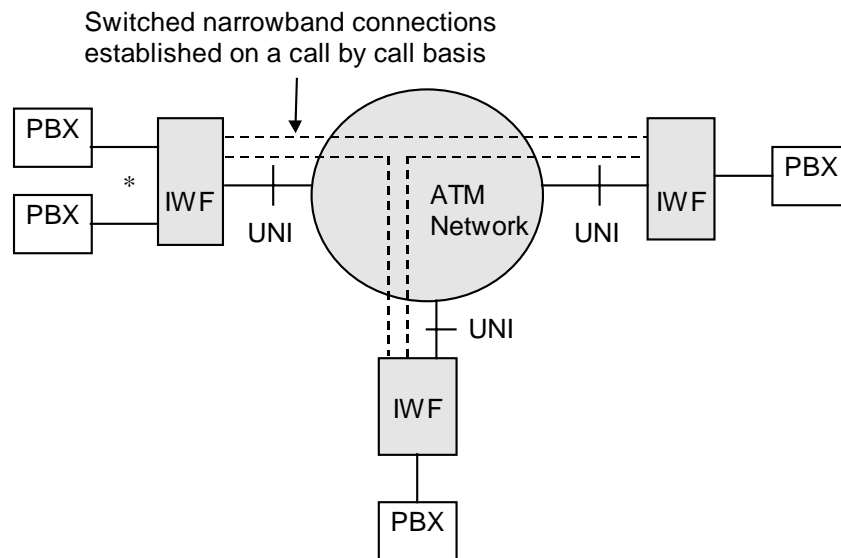 Switched narrowband connections
established on a call by call basis
PBX
PBX
*
IWF
UNI
ATM
Network
UNI
IWF
PBX
UNI
IWF
PBX